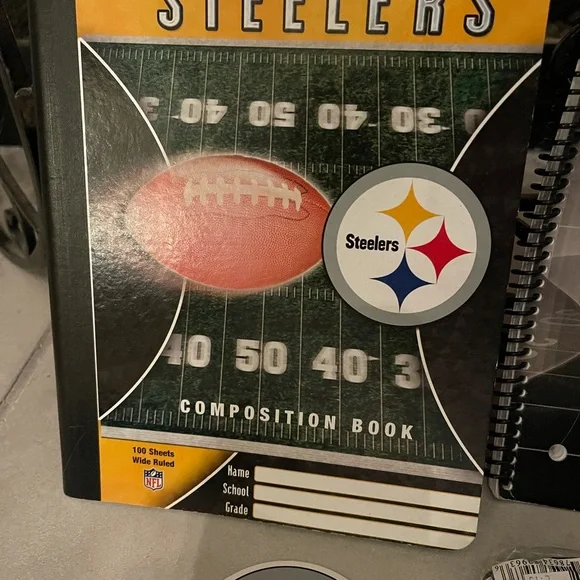 STEELERS
40 50 40 30
Steelers
40 50 40 3
COMPOSITION BOOK
100 Sheets
Wide Ruled
NFL
Name
School
Grade